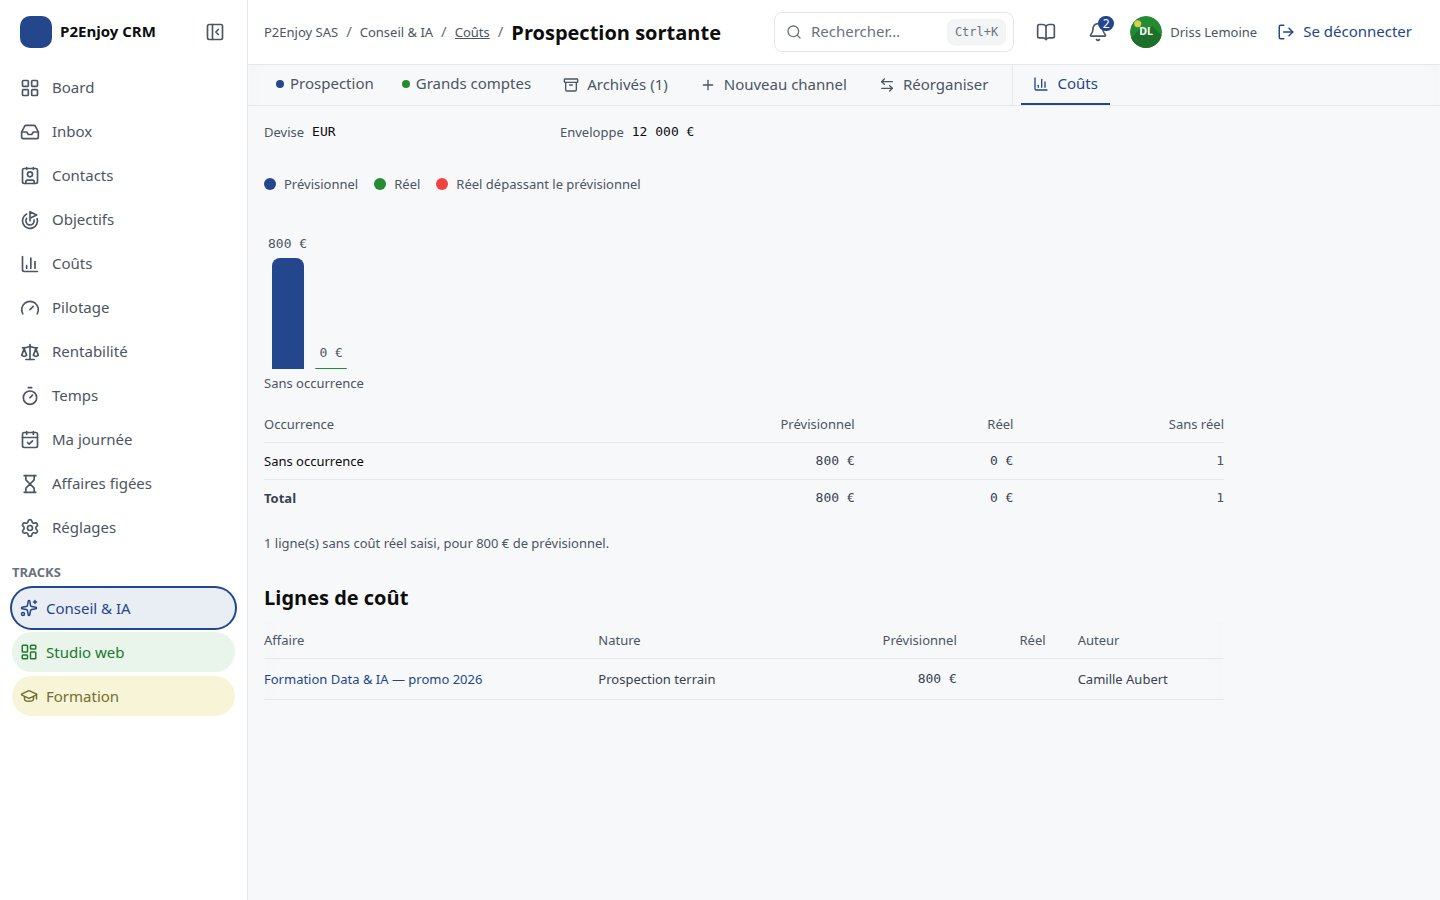 P2Enjoy CRM
Board
Inbox
Contacts
Objectifs
Coûts
Pilotage
Rentabilité
Temps
Ma journée
Affaires figées
Réglages
TRACKS
Conseil & IA
Studio web
Formation
P2Enjoy SAS / Conseil & IA / Coûts / Prospection sortante
Rechercher... Ctrl+K
2
DL Driss Lemoine
Se déconnecter
Prospection Grands comptes Archivés (1) Nouveau channel Réorganiser Coûts
Devise EUR Enveloppe 12 000 €
Prévisionnel Réel Réel dépassant le prévisionnel
800 €
0 €
Sans occurrence
Occurrence Prévisionnel Réel Sans réel
Sans occurrence 800 € 0 € 1
Total 800 € 0 € 1
1 ligne(s) sans coût réel saisi, pour 800 € de prévisionnel.
Lignes de coût
Affaire Nature Prévisionnel Réel Auteur
Formation Data & IA — promo 2026 Prospection terrain 800 € Camille Aubert